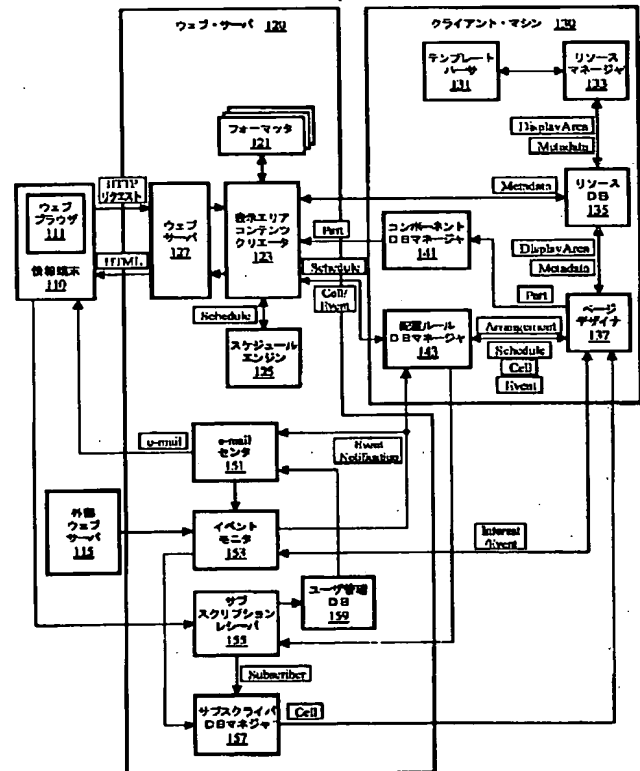 ウェブ・サーバ 120
クライアント・マシン 130
テンプレート
パーサ
131
リソース
マネージャ
133
フォーマッタ
121
DisplayArea
Metadata
ウェブ
ブラウザ
111
情報端末
110
HTTP
リクエスト
HTML
ウェブ
サーバ
127
表示エリア
コンテンツ
クリエータ
123
Metadata
リソース
DB
135
Part
コンポーネント
DBマネージャ
141
DisplayArea
Metadata
Schedule
Cell/
Event
Part
ページ
デザイナ
137
Schedule
スケジュール
エンジン
125
配置ルール
DBマネージャ
143
Arrangement
Schedule
Cell
Event
e-mail
e-mail
センタ
151
Event
Notification
外部
ウェブ
サーバ
115
イベント
モニタ
153
Interest
/Event
サブ
スクリプション
レシーバ
155
ユーザ管理
DB
159
Subscriber
サブスクライバ
DBマネジャ
157
Cell